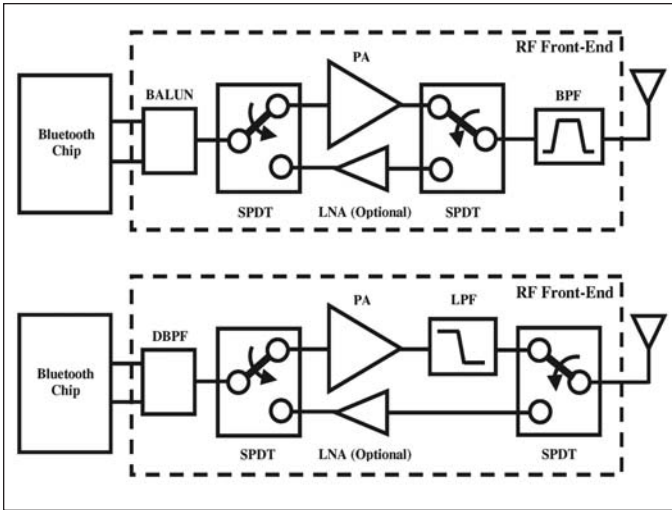 RF Front-End
PA
BALUN
BPF
Bluetooth
Chip
SPDT
LNA (Optional)
SPDT
RF Front-End
PA
LPF
DBPF
Bluetooth
Chip
SPDT
LNA (Optional)
SPDT